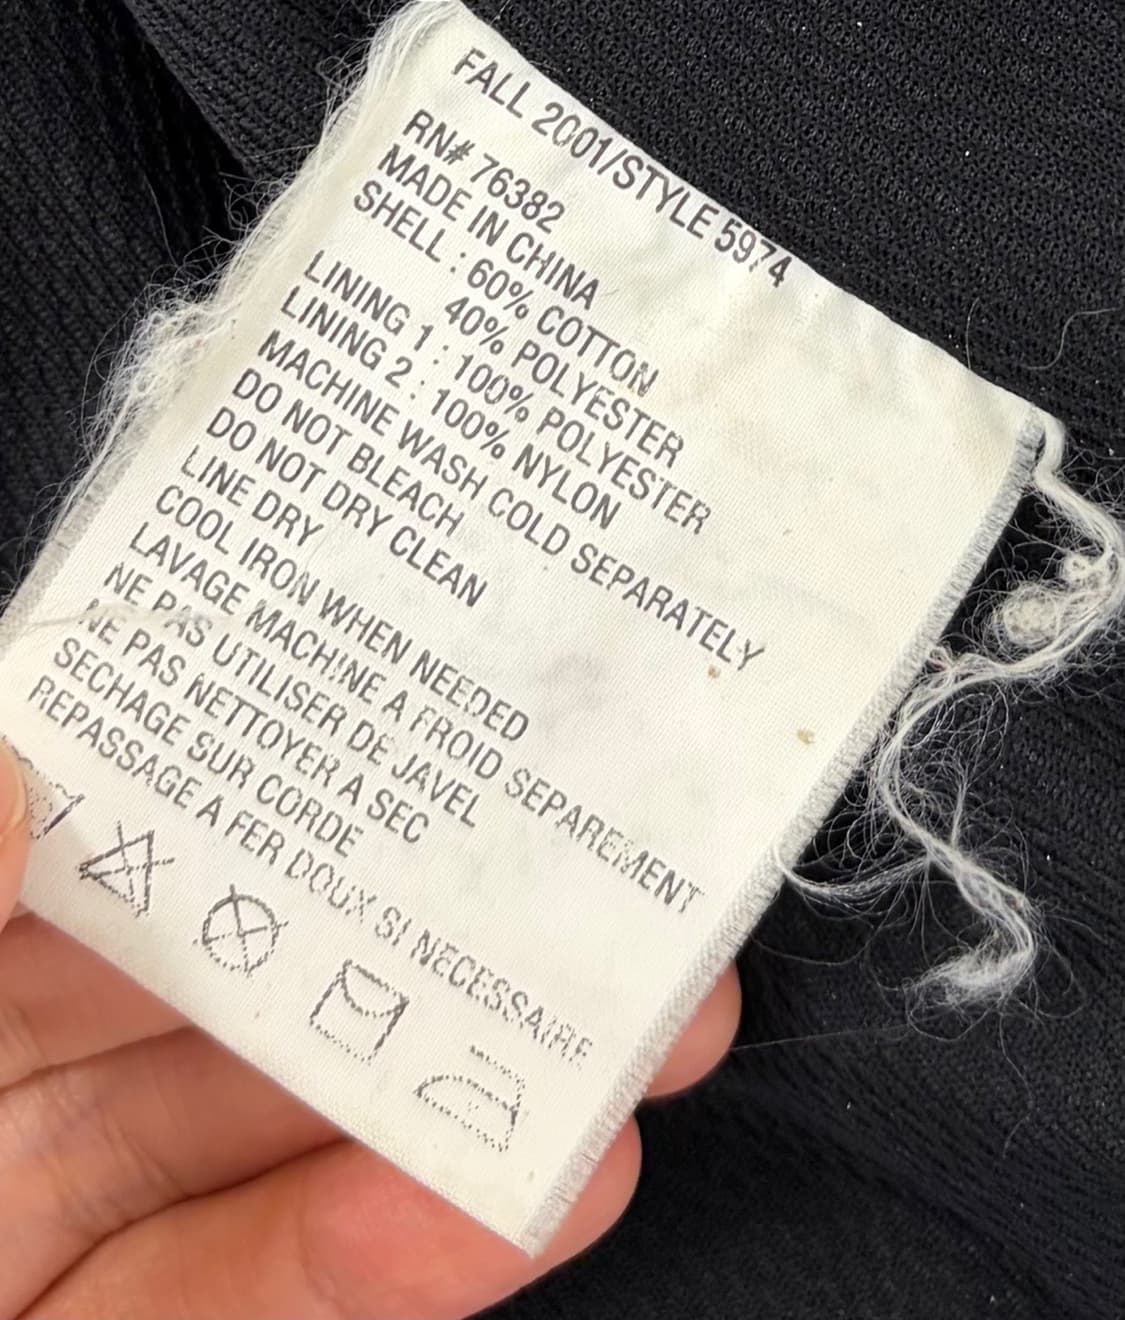 FALL 2001/STYLE 5974
RN# 76382
MADE IN CHINA
SHELL : 60% COTTON
40% POLYESTER
LINING 1 : 100% POLYESTER
LINING 2 : 100% NYLON
MACHINE WASH COLD SEPARATELY
DO NOT BLEACH
DO NOT DRY CLEAN
LINE DRY
COOL IRON WHEN NEEDED
LAVAGE MACHINE A FROID SEPAREMENT
NE PAS UTILISER DE JAVEL
NE PAS NETTOYER A SEC
SECHAGE SUR CORDE
REPASSAGE A FER DOUX SI NECESSAIRE